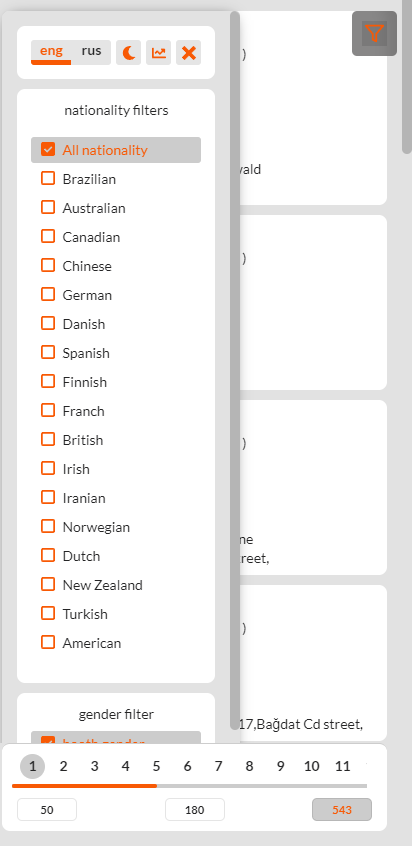 eng rus
nationality filters
All nationality
Brazilian
Australian
Canadian
Chinese
German
Danish
Spanish
Finnish
Franch
British
Irish
Iranian
Norwegian
Dutch
New Zealand
Turkish
American
gender filter
)
)
)
reet,
)
17,Bağdat Cd street,
1 2 3 4 5 6 7 8 9 10 11
50 180 543